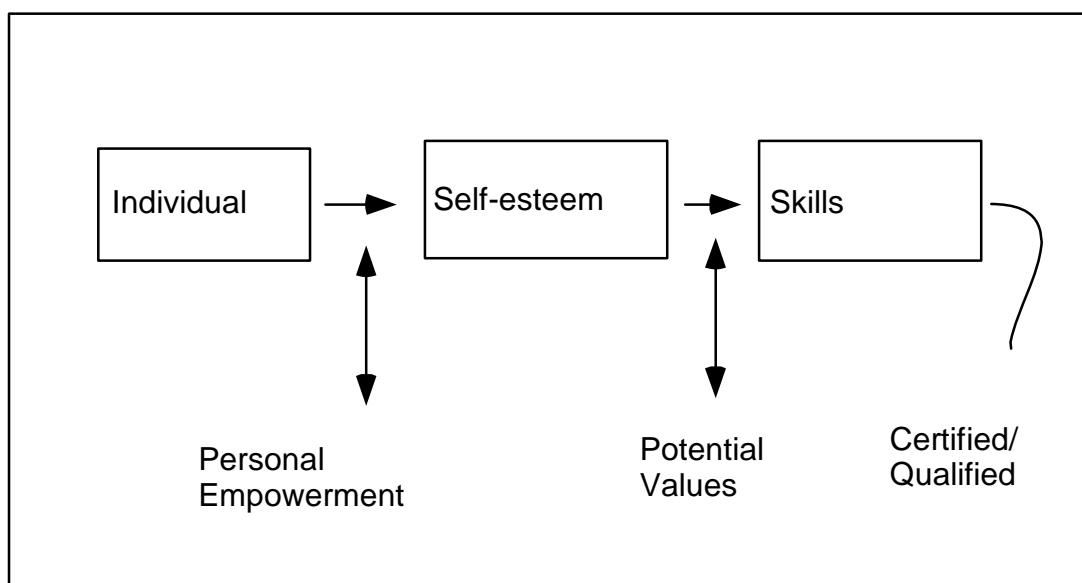 Individual
Self-esteem
Skills
Personal
Empowerment
Potential
Values
Certified/
Qualified